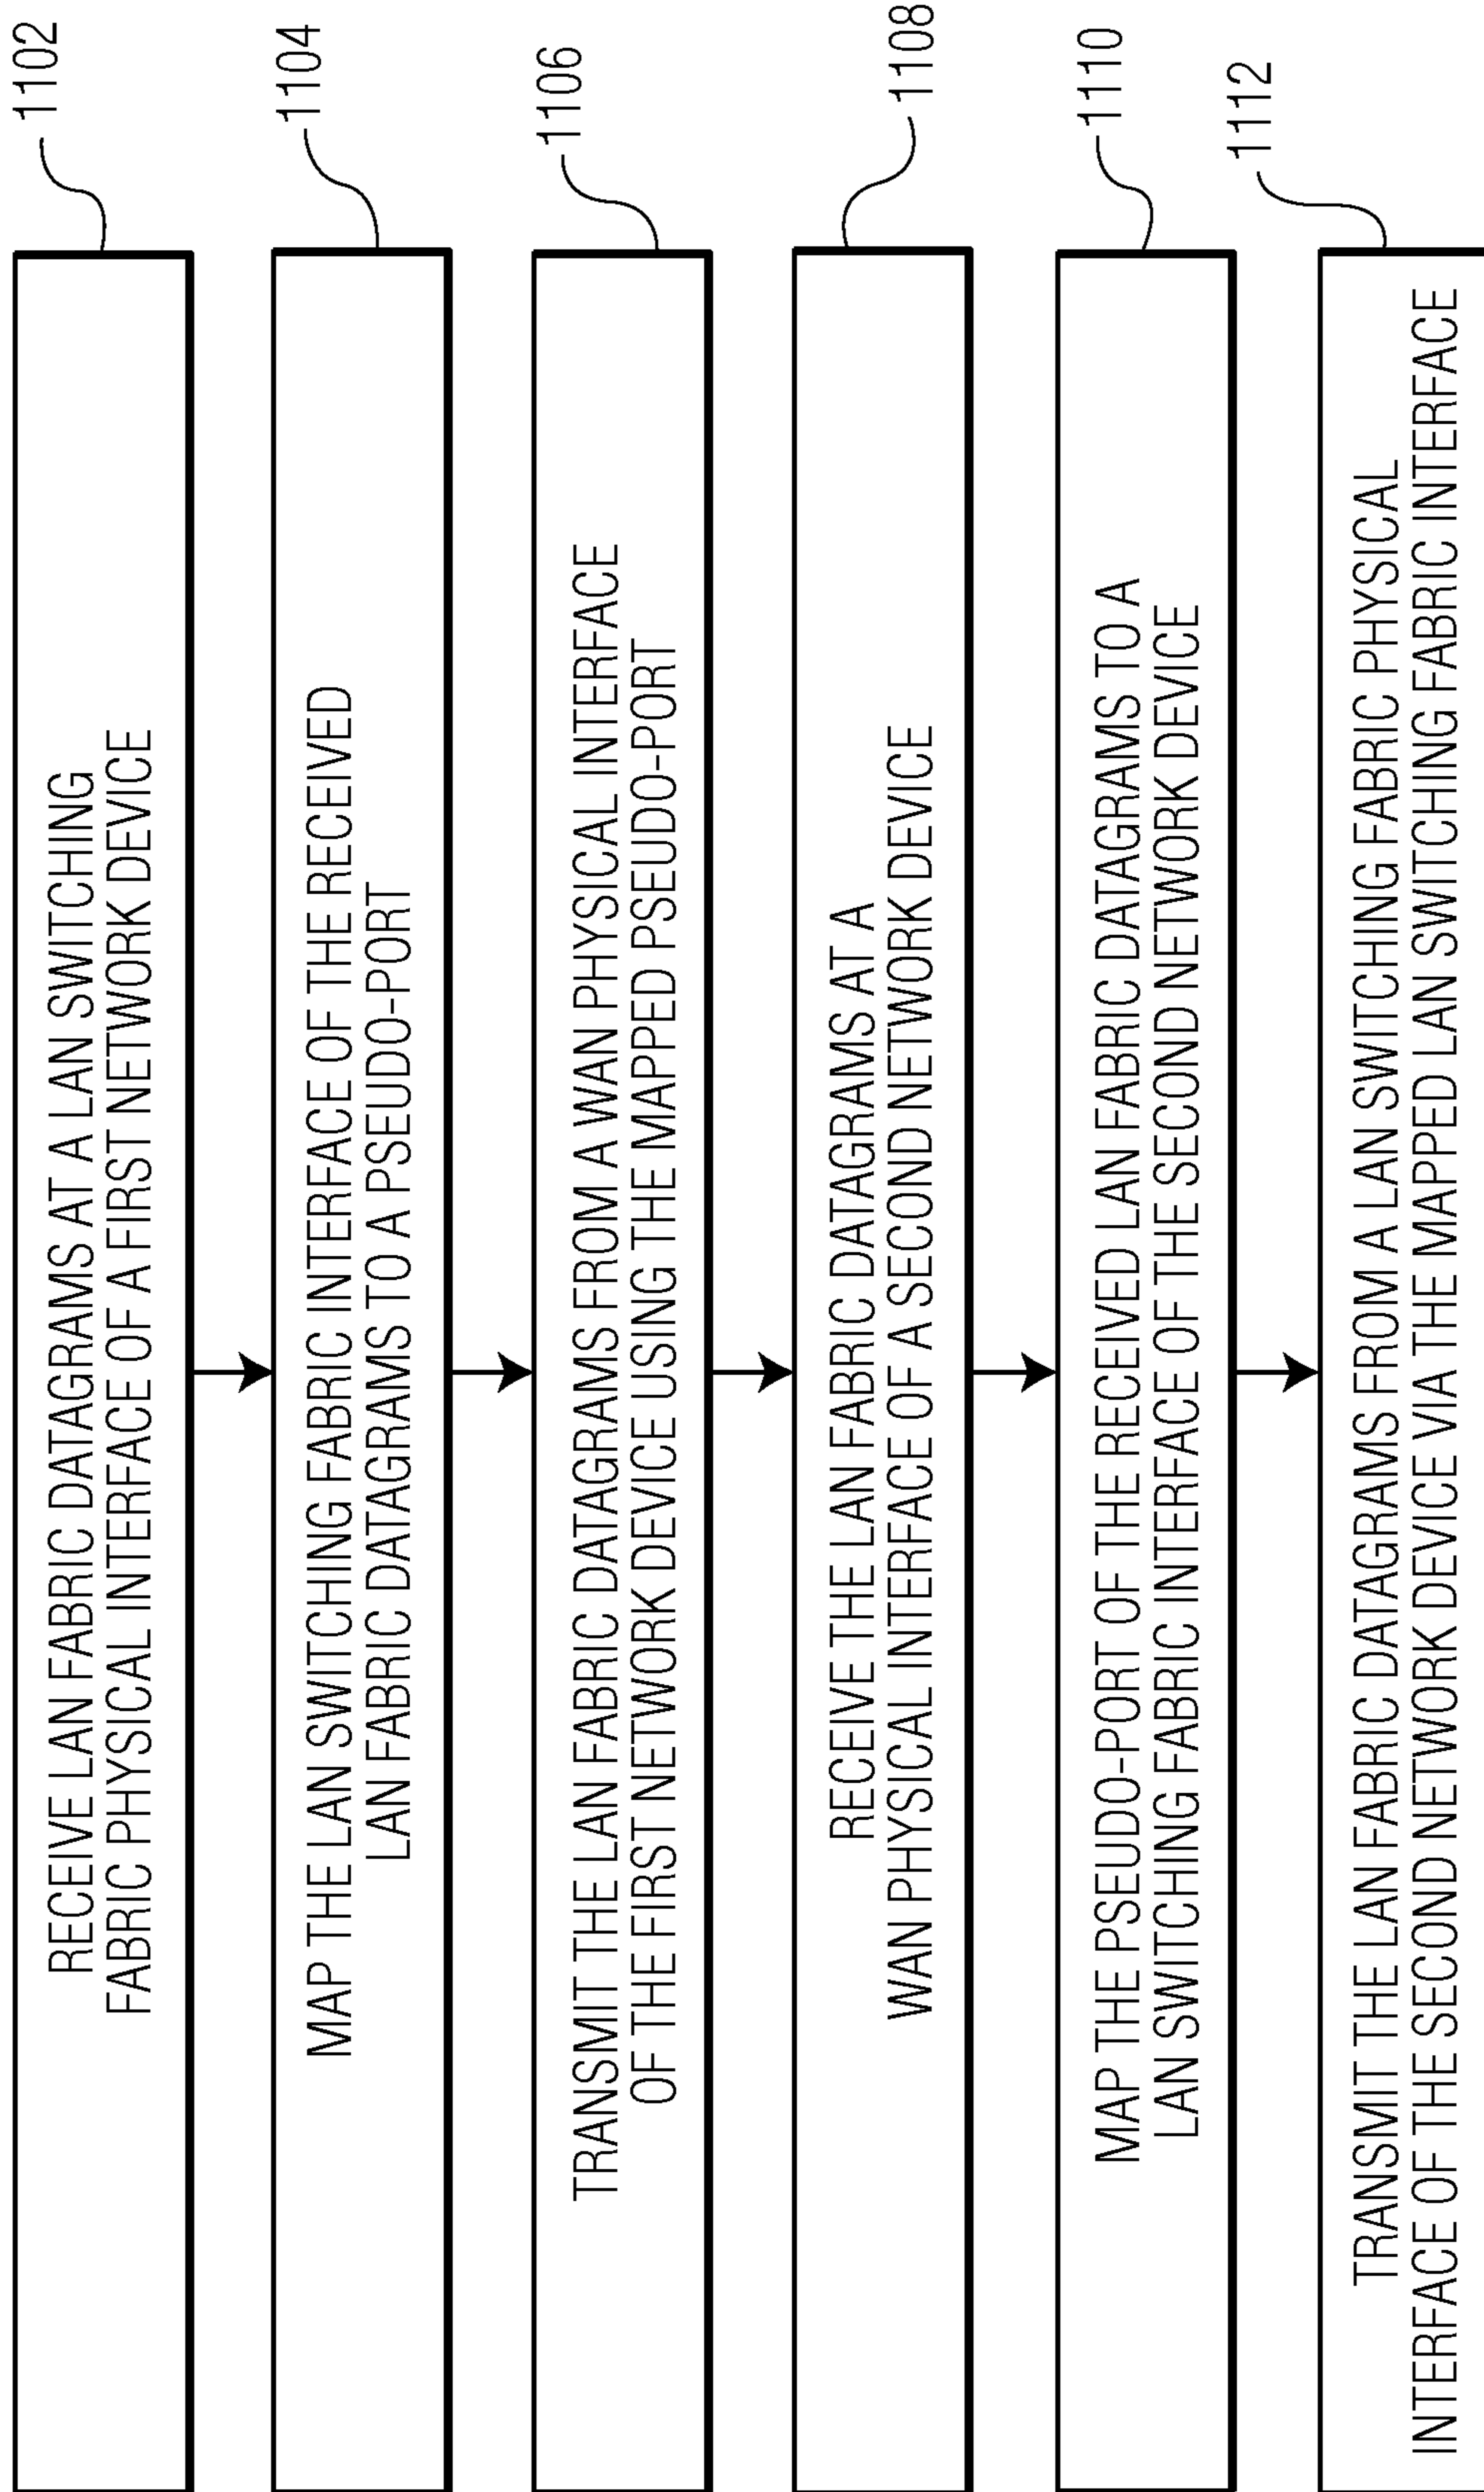 RECEIVE LAN FABRIC DATAGRAMS AT A LAN SWITCHING
FABRIC PHYSICAL INTERFACE OF A FIRST NETWORK DEVICE
1102
MAP THE LAN SWITCHING FABRIC INTERFACE OF THE RECEIVED
LAN FABRIC DATAGRAMS TO A PSEUDO-PORT
1104
TRANSMIT THE LAN FABRIC DATAGRAMS FROM A WAN PHYSICAL INTERFACE
OF THE FIRST NETWORK DEVICE USING THE MAPPED PSEUDO-PORT
1106
RECEIVE THE LAN FABRIC DATAGRAMS AT A
WAN PHYSICAL INTERFACE OF A SECOND NETWORK DEVICE
1108
MAP THE PSEUDO-PORT OF THE RECEIVED LAN FABRIC DATAGRAMS TO A
LAN SWITCHING FABRIC INTERFACE OF THE SECOND NETWORK DEVICE
1110
TRANSMIT THE LAN FABRIC DATAGRAMS FROM A LAN SWITCHING FABRIC PHYSICAL
INTERFACE OF THE SECOND NETWORK DEVICE VIA THE MAPPED LAN SWITCHING FABRIC INTERFACE
1112